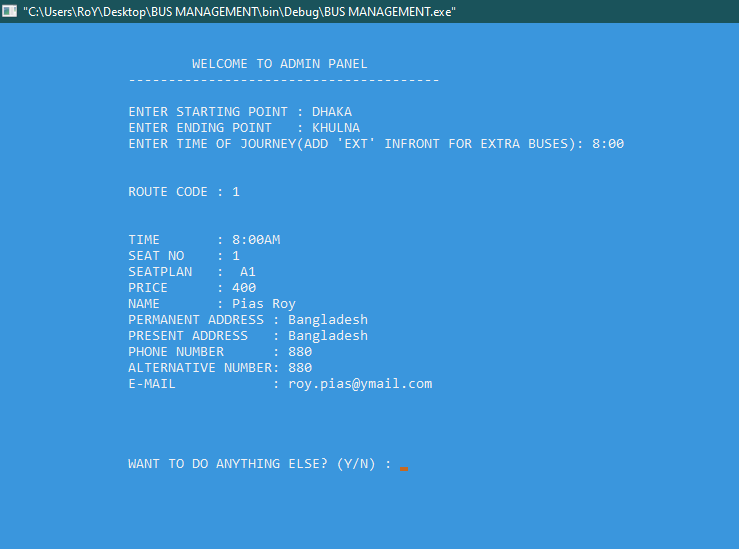 "C:\Users\RoY\Desktop\BUS MANAGEMENT\bin\Debug\BUS MANAGEMENT.exe"
WELCOME TO ADMIN PANEL
---------------------------------------
ENTER STARTING POINT : DHAKA
ENTER ENDING POINT   : KHULNA
ENTER TIME OF JOURNEY(ADD 'EXT' INFRONT FOR EXTRA BUSES): 8:00
ROUTE CODE : 1
TIME       : 8:00AM
SEAT NO    : 1
SEATPLAN   :  A1
PRICE      : 400
NAME       : Pias Roy
PERMANENT ADDRESS : Bangladesh
PRESENT ADDRESS   : Bangladesh
PHONE NUMBER      : 880
ALTERNATIVE NUMBER: 880
E-MAIL            : roy.pias@ymail.com
WANT TO DO ANYTHING ELSE? (Y/N) :